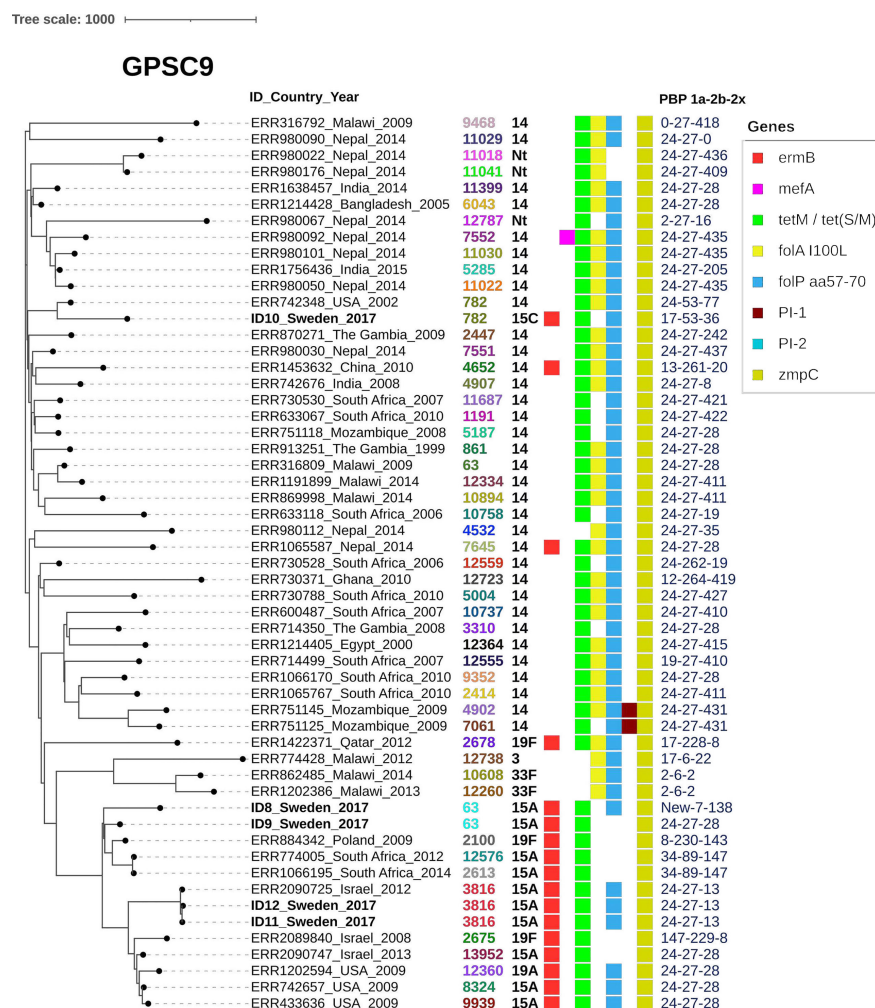 Tree scale: 1000
GPSC9
ID_Country_Year
PBP 1a-2b-2x
ERR316792_Malawi_2009 9468 14 0-27-418
ERR980090_Nepal_2014 11029 14 24-27-0
ERR980022_Nepal_2014 11018 Nt 24-27-436
ERR980176_Nepal_2014 11041 Nt 24-27-409
ERR1638457_India_2014 11399 14 24-27-28
ERR1214428_Bangladesh_2005 6043 14 24-27-28
ERR980067_Nepal_2014 12787 Nt 2-27-16
ERR980092_Nepal_2014 7552 14 24-27-435
ERR980101_Nepal_2014 11030 14 24-27-435
ERR1756436_India_2015 5285 14 24-27-205
ERR980050_Nepal_2014 11022 14 24-27-435
ERR742348_USA_2002 782 14 24-53-77
ID10_Sweden_2017 782 15C 17-53-36
ERR870271_The Gambia_2009 2447 14 24-27-242
ERR980030_Nepal_2014 7551 14 24-27-437
ERR1453632_China_2010 4652 14 13-261-20
ERR742676_India_2008 4907 14 24-27-8
ERR730530_South Africa_2007 11687 14 24-27-421
ERR633067_South Africa_2010 1191 14 24-27-422
ERR751118_Mozambique_2008 5187 14 24-27-28
ERR913251_The Gambia_1999 861 14 24-27-28
ERR316809_Malawi_2009 63 14 24-27-28
ERR1191899_Malawi_2014 12334 14 24-27-411
ERR869998_Malawi_2014 10894 14 24-27-411
ERR633118_South Africa_2006 10758 14 24-27-19
ERR980112_Nepal_2014 4532 14 24-27-35
ERR1065587_Nepal_2014 7645 14 24-27-28
ERR730528_South Africa_2006 12559 14 24-262-19
ERR730371_Ghana_2010 12723 14 12-264-419
ERR730788_South Africa_2010 5004 14 24-27-427
ERR600487_South Africa_2007 10737 14 24-27-410
ERR714350_The Gambia_2008 3310 14 24-27-28
ERR1214405_Egypt_2000 12364 14 24-27-415
ERR714499_South Africa_2007 12555 14 19-27-410
ERR1066170_South Africa_2010 9352 14 24-27-28
ERR1065767_South Africa_2010 2414 14 24-27-411
ERR751145_Mozambique_2009 4902 14 24-27-431
ERR751125_Mozambique_2009 7061 14 24-27-431
ERR1422371_Qatar_2012 2678 19F 17-228-8
ERR774428_Malawi_2012 12738 3 17-6-22
ERR862485_Malawi_2014 10608 33F 2-6-2
ERR1202386_Malawi_2013 12260 33F 2-6-2
ID8_Sweden_2017 63 15A New-7-138
ID9_Sweden_2017 63 15A 24-27-28
ERR884342_Poland_2009 2100 19F 8-230-143
ERR774005_South Africa_2012 12576 15A 34-89-147
ERR1066195_South Africa_2014 2613 15A 34-89-147
ERR2090725_Israel_2012 3816 15A 24-27-13
ID12_Sweden_2017 3816 15A 24-27-13
ID11_Sweden_2017 3816 15A 24-27-13
ERR2089840_Israel_2008 2675 19F 147-229-8
ERR2090747_Israel_2013 13952 15A 24-27-28
ERR1202594_USA_2009 12360 19A 24-27-28
ERR742657_USA_2009 8324 15A 24-27-28
ERR433636_USA_2009 9939 15A 24-27-28
Genes
ermB
mefA
tetM / tet(S/M)
folA I100L
folP aa57-70
PI-1
PI-2
zmpC